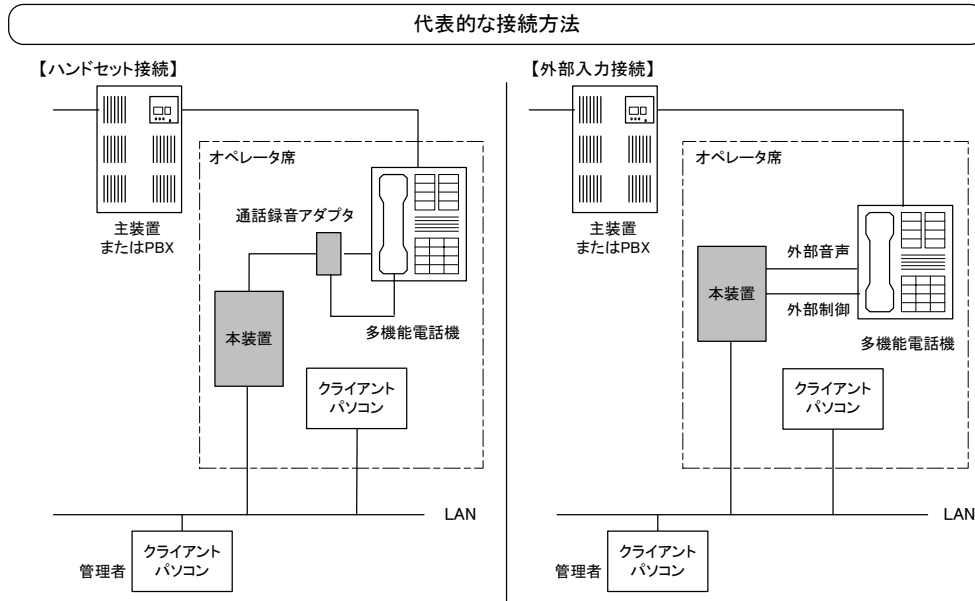 代表的な接続方法
【ハンドセット接続】
オペレータ席
通話録音アダプタ
主装置
またはPBX
本装置
多機能電話機
クライアント
パソコン
LAN
クライアント
パソコン
管理者
【外部入力接続】
オペレータ席
主装置
またはPBX
外部音声
本装置
外部制御
多機能電話機
クライアント
パソコン
LAN
クライアント
パソコン
管理者